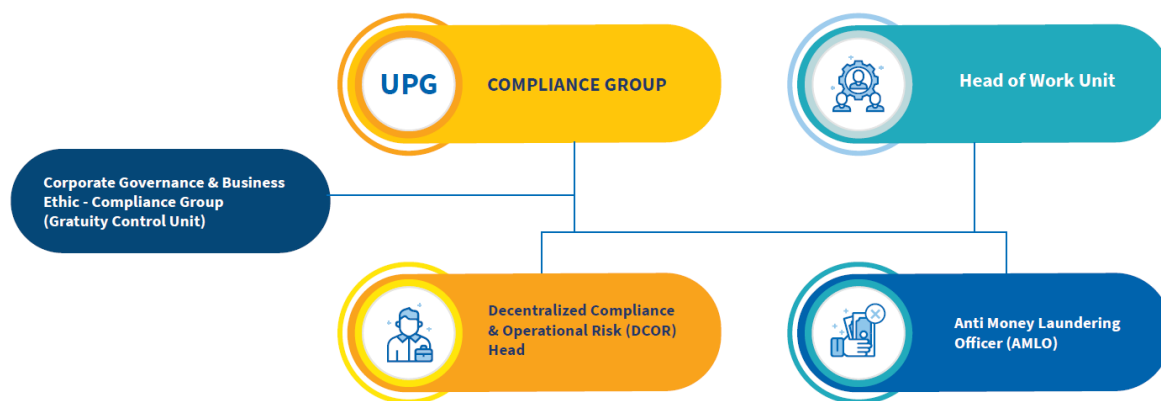 UPG
COMPLIANCE GROUP
Head of Work Unit
Corporate Governance & Business
Ethic - Compliance Group
(Gratuity Control Unit)
Decentralized Compliance
& Operational Risk (DCOR)
Head
Anti Money Laundering
Officer (AMLO)